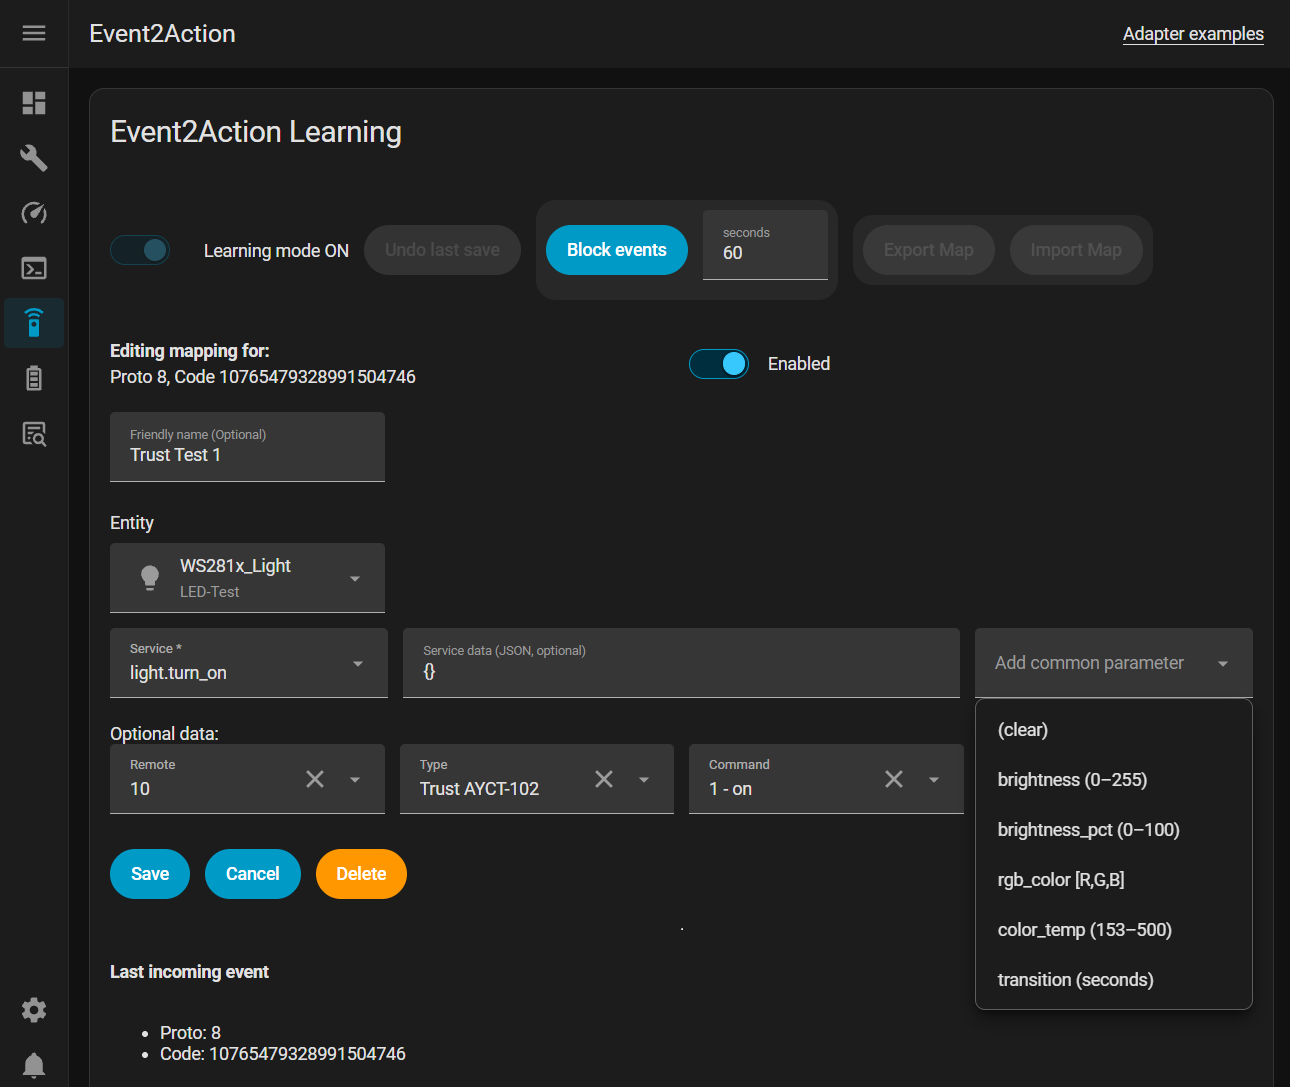 Event2Action
Adapter examples
Event2Action Learning
Learning mode ON
Undo last save
Block events
seconds
60
Export Map
Import Map
Editing mapping for:
Proto 8, Code 10765479328991504746
Enabled
Friendly name (Optional)
Trust Test 1
Entity
WS281x_Light
LED-Test
Service *
light.turn_on
Service data (JSON, optional)
{}
Add common parameter
(clear)
brightness (0–255)
brightness_pct (0–100)
rgb_color [R,G,B]
color_temp (153–500)
transition (seconds)
Optional data:
Remote
10
Type
Trust AYCT-102
Command
1 - on
Save
Cancel
Delete
.
Last incoming event
• Proto: 8
• Code: 10765479328991504746